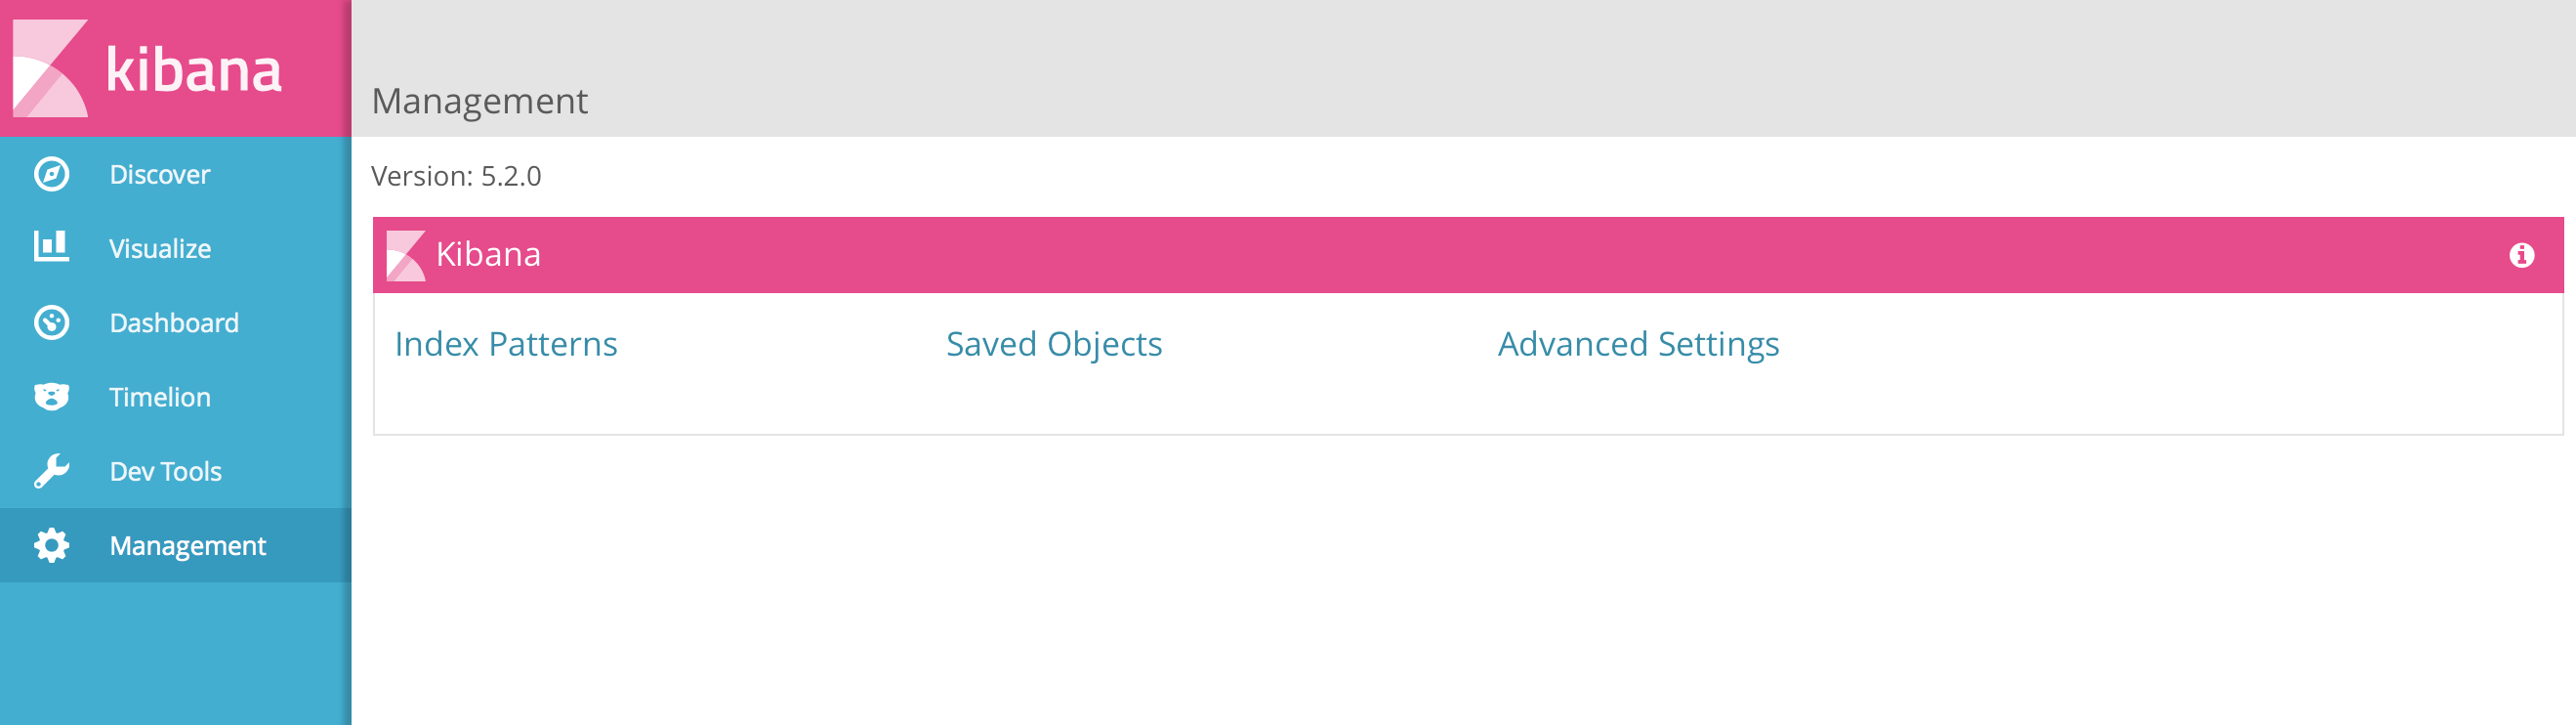 kibana
Discover
Visualize
Dashboard
Timelion
Dev Tools
Management
Management
Version: 5.2.0
Kibana
Index Patterns
Saved Objects
Advanced Settings